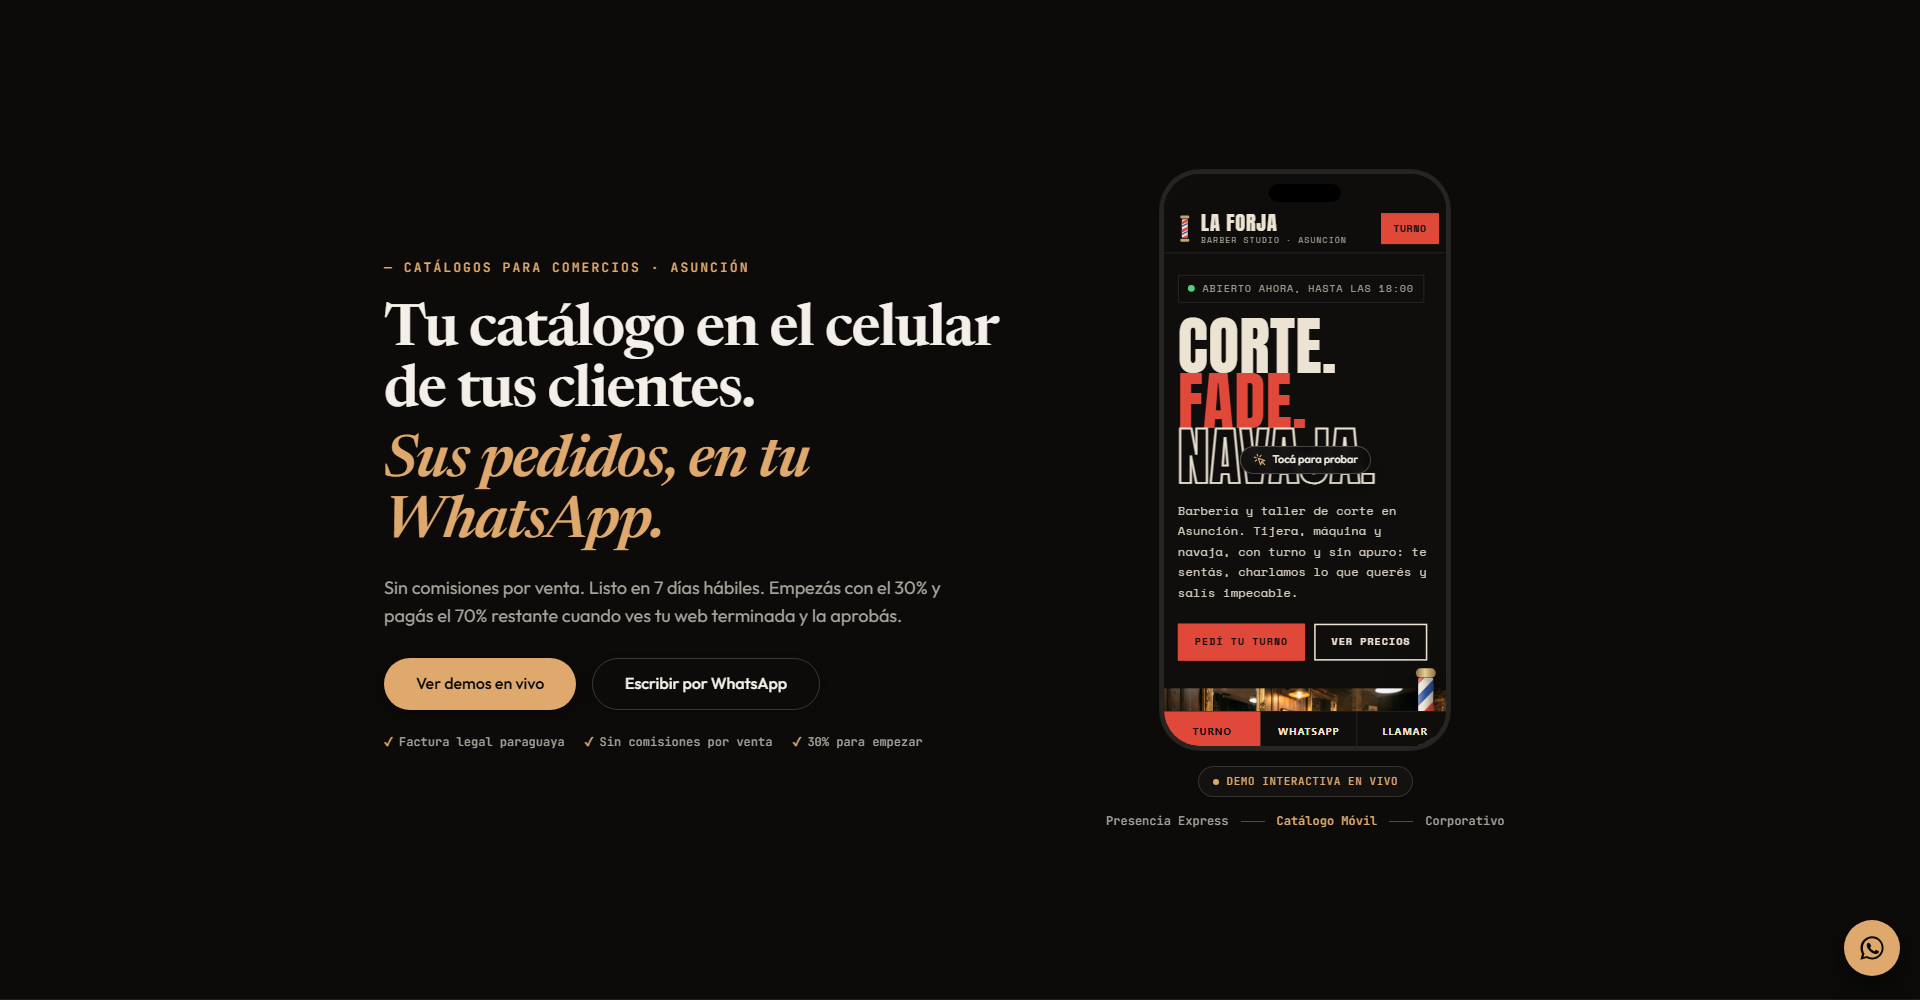 — CATÁLOGOS PARA COMERCIOS · ASUNCIÓN
Tu catálogo en el celular
de tus clientes.
Sus pedidos, en tu
WhatsApp.
Sin comisiones por venta. Listo en 7 días hábiles. Empezás con el 30% y
pagás el 70% restante cuando ves tu web terminada y la aprobás.
Ver demos en vivo
Escribir por WhatsApp
✓ Factura legal paraguaya ✓ Sin comisiones por venta ✓ 30% para empezar
LA FORJA
BARBER STUDIO · ASUNCIÓN
TURNO
ABIERTO AHORA, HASTA LAS 18:00
CORTE.
FADE.
NAVAJA.
Tocá para probar
Barbería y taller de corte en
Asunción. Tijera, máquina y
navaja, con turno y sin apuro: te
sentás, charlamos lo que querés y
salís impecable.
PEDÍ TU TURNO
VER PRECIOS
TURNO
WHATSAPP
LLAMAR
DEMO INTERACTIVA EN VIVO
Presencia Express — Catálogo Móvil — Corporativo